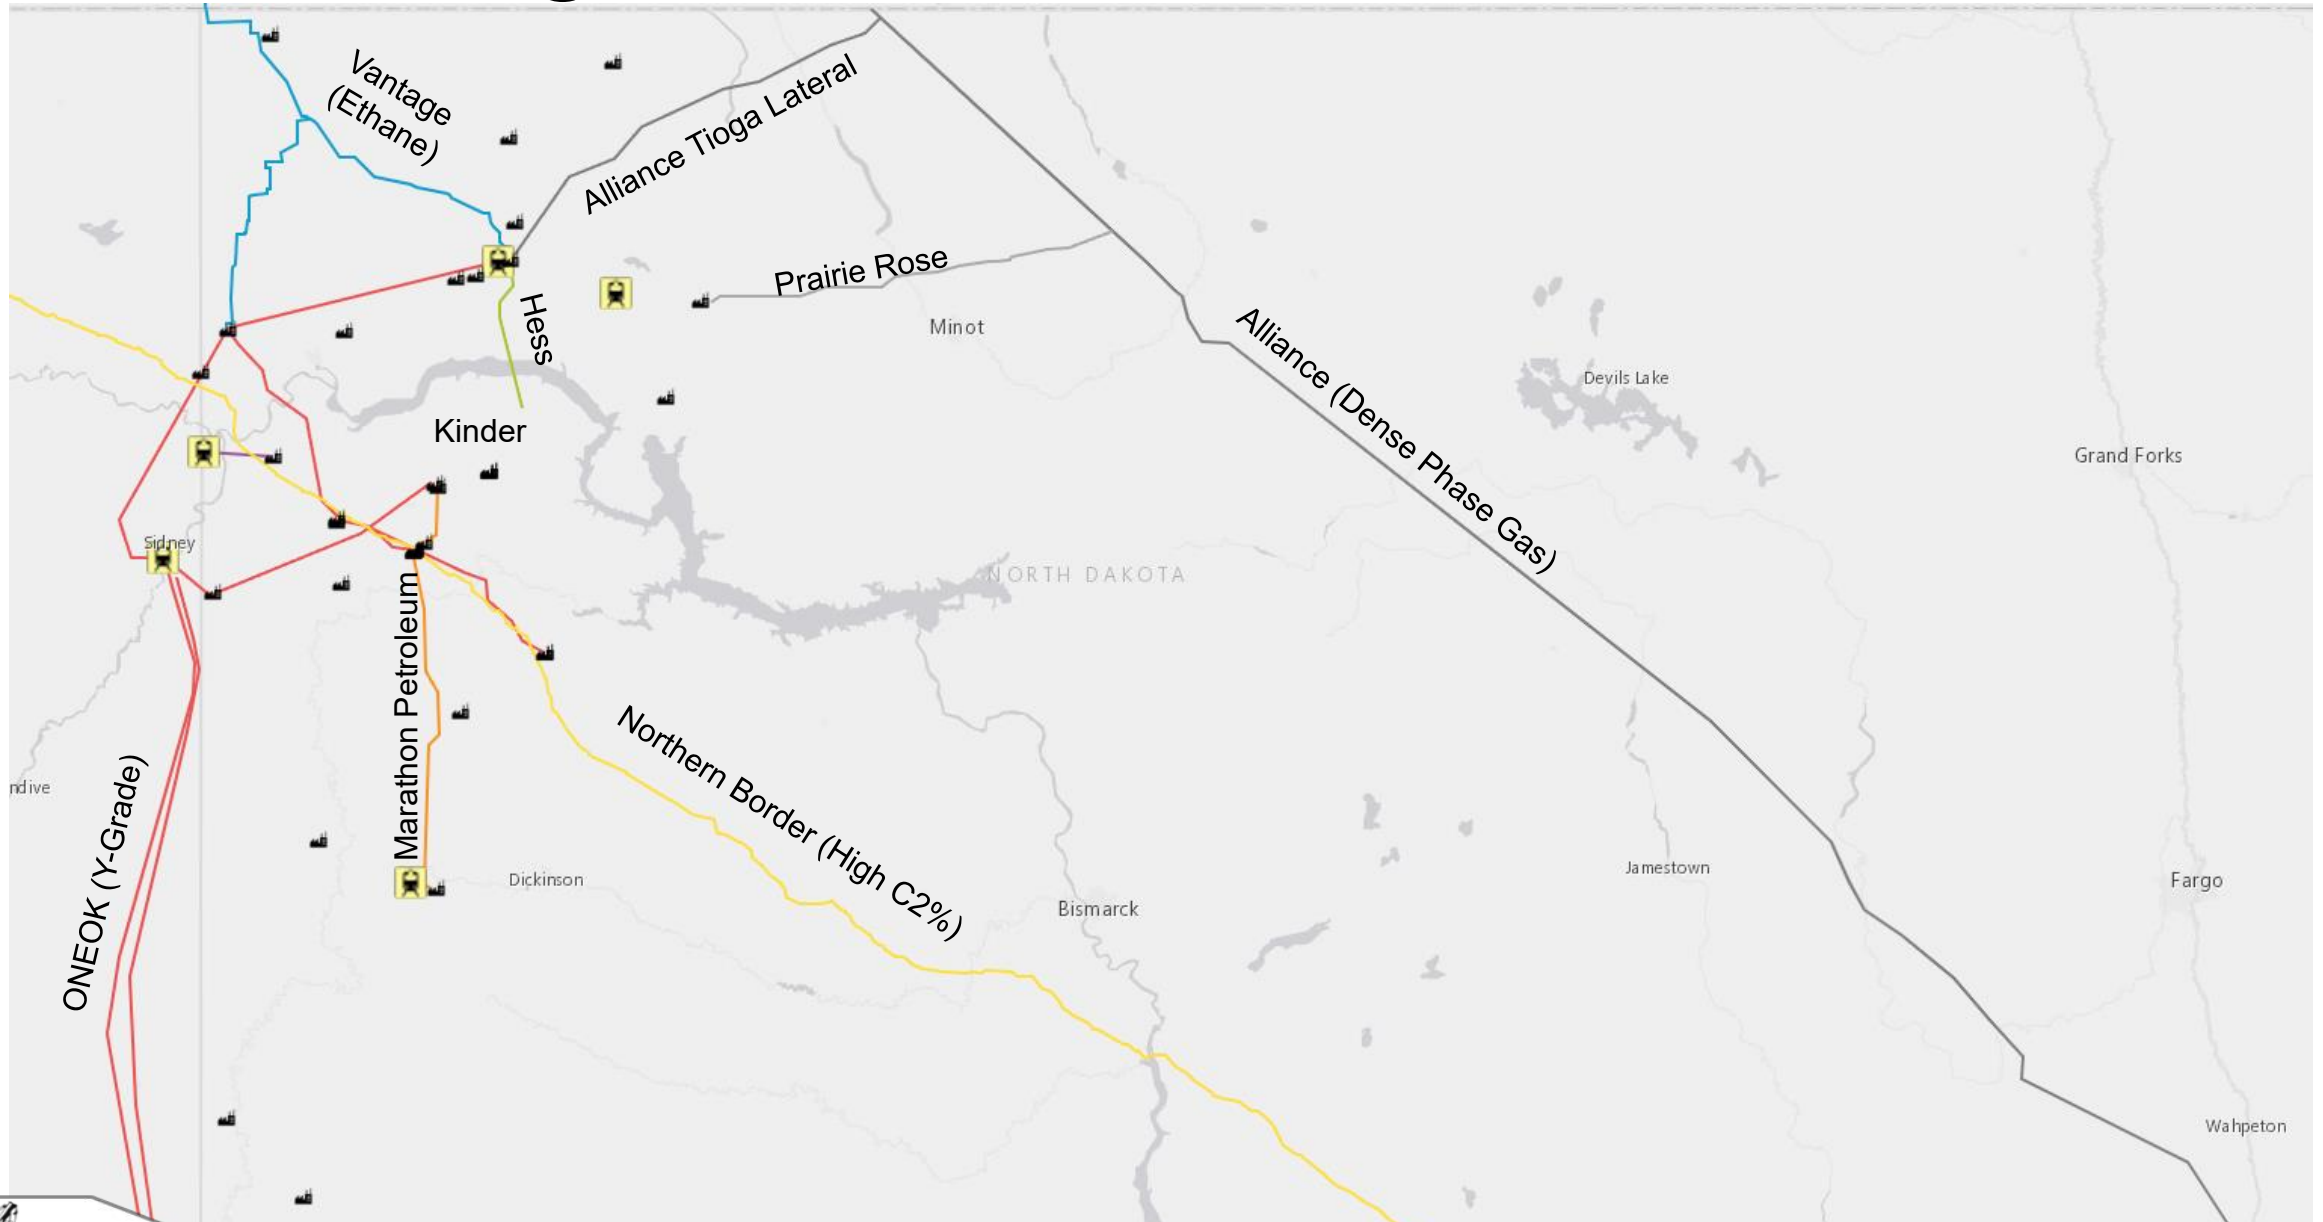 Vantage
(Ethane)
Alliance Tioga Lateral
Prairie Rose
Hess
Minot
Alliance (Dense Phase Gas)
Devils Lake
Kinder
Grand Forks
Sidney
NORTH DAKOTA
Marathon Petroleum
Northern Border (High C2%)
ndive
ONEOK (Y-Grade)
Dickinson
Bismarck
Jamestown
Fargo
Wahpeton